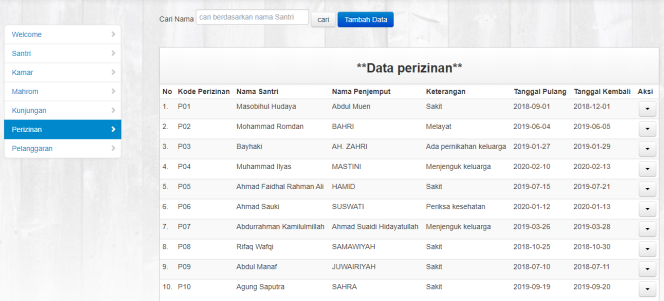 Cari Nama cari berdasarkan nama Santri cari Tambah Data
Welcome
Santri
Kamar
Mahrom
Kunjungan
Perizinan
Pelanggaran
**Data perizinan**
No Kode Perizinan Nama Santri Nama Penjemput Keterangan Tanggal Pulang Tanggal Kembali Aksi
1. P01 Masobihul Hudaya Abdul Muen Sakit 2018-09-01 2018-12-01
2. P02 Mohammad Romdan BAHRI Melayat 2019-06-04 2019-06-05
3. P03 Bayhaki AH. ZAHRI Ada pernikahan keluarga 2019-01-27 2019-01-29
4. P04 Muhammad Ilyas MASTINI Menjenguk keluarga 2020-02-10 2020-02-13
5. P05 Ahmad Faidhal Rahman Ali HAMID Sakit 2019-07-15 2019-07-21
6. P06 Ahmad Sauki SUSWATI Periksa kesehatan 2020-01-12 2020-01-13
7. P07 Abdurrahman Kamilulmillah Ahmad Suaidi Hidayatullah Menjenguk keluarga 2019-03-26 2019-03-28
8. P08 Rifaq Wafqi SAMAWIYAH Sakit 2018-10-25 2018-10-30
9. P09 Abdul Manaf JUWAIRIYAH Sakit 2018-07-10 2018-07-11
10. P10 Agung Saputra SAHRA Sakit 2019-09-19 2019-09-20